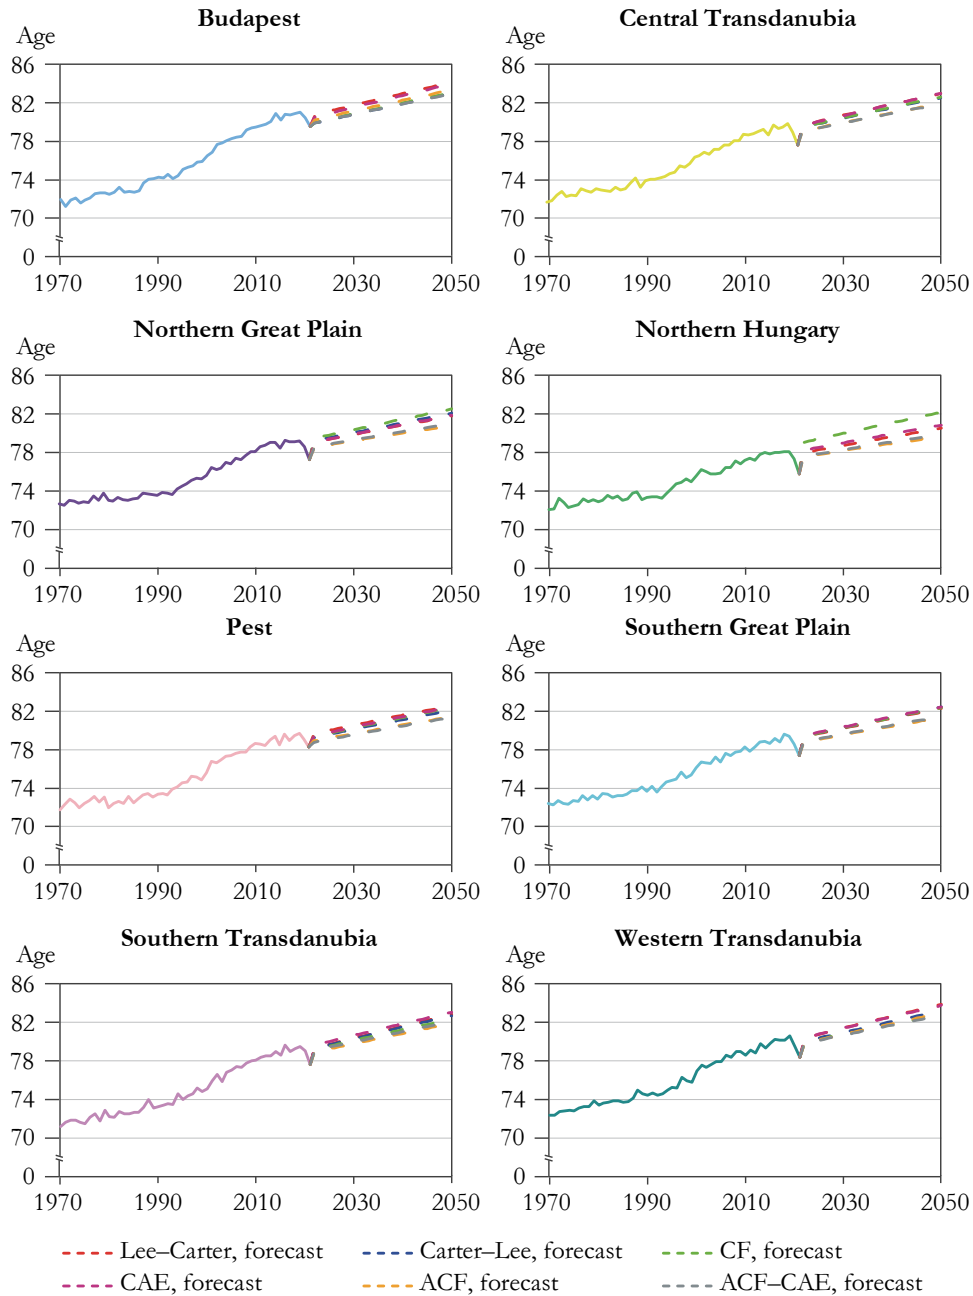 Budapest
Central Transdanubia
Age
Age
86
86
82
82
78
78
74
74
70
70
0
0
1970 1990 2010 2030 2050
1970 1990 2010 2030 2050
Northern Great Plain
Northern Hungary
Age
Age
86
86
82
82
78
78
74
74
70
70
0
0
1970 1990 2010 2030 2050
1970 1990 2010 2030 2050
Pest
Southern Great Plain
Age
Age
86
86
82
82
78
78
74
74
70
70
0
0
1970 1990 2010 2030 2050
1970 1990 2010 2030 2050
Southern Transdanubia
Western Transdanubia
Age
Age
86
86
82
82
78
78
74
74
70
70
0
0
1970 1990 2010 2030 2050
1970 1990 2010 2030 2050
Lee–Carter, forecast
Carter–Lee, forecast
CF, forecast
CAE, forecast
ACF, forecast
ACF–CAE, forecast